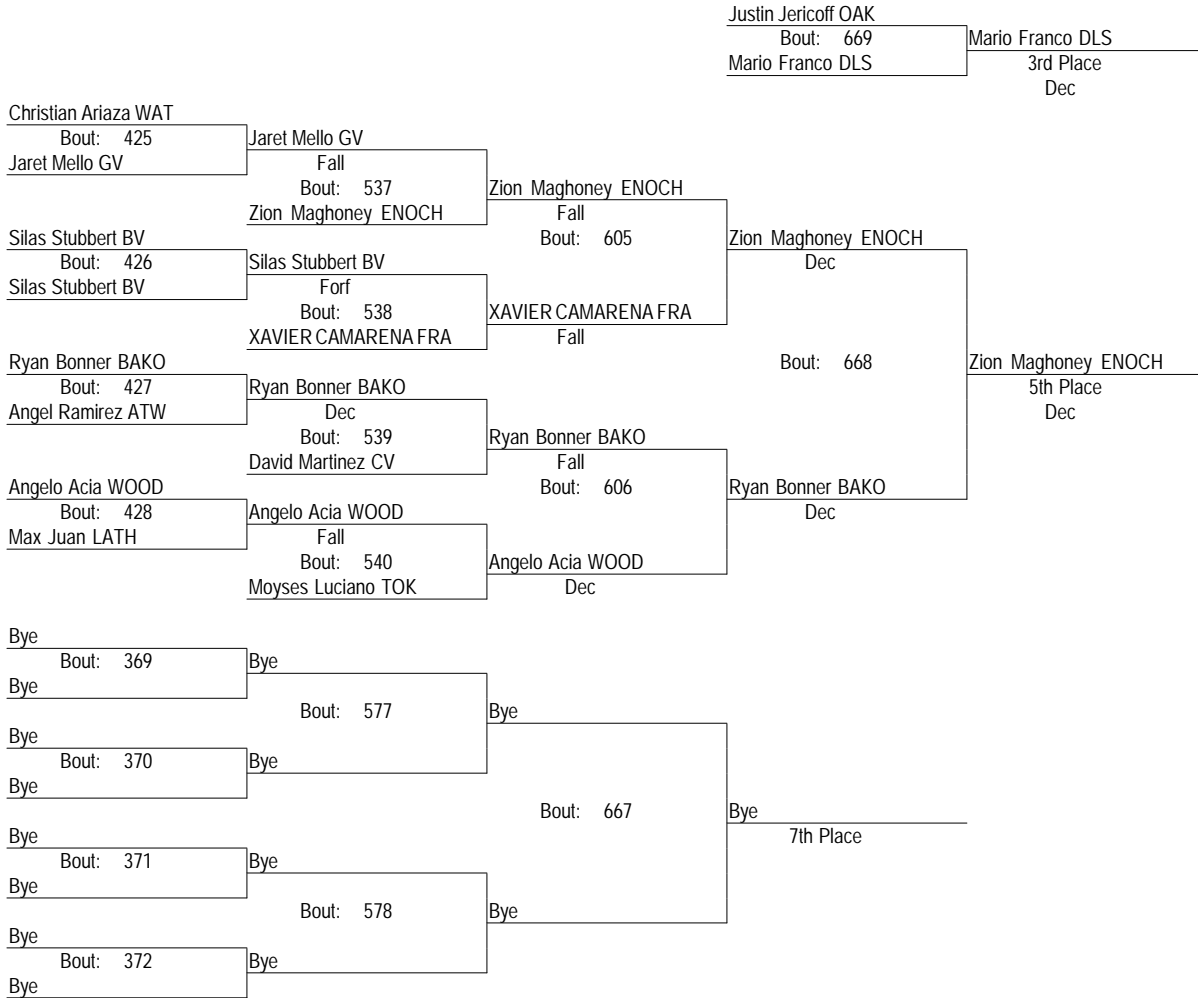 Justin Jericoff OAK
Bout: 669
Mario Franco DLS
Mario Franco DLS
3rd Place
Dec
Christian Ariaza WAT
Bout: 425
Jaret Mello GV
Jaret Mello GV
Fall
Bout: 537
Zion Maghoney ENOCH
Zion Maghoney ENOCH
Fall
Bout: 605
Silas Stubbert BV
Bout: 426
Silas Stubbert BV
Silas Stubbert BV
Forf
Bout: 538
XAVIER CAMARENA FRA
XAVIER CAMARENA FRA
Fall
Zion Maghoney ENOCH
Dec
Bout: 668
Zion Maghoney ENOCH
5th Place
Dec
Ryan Bonner BAKO
Bout: 427
Angel Ramirez ATW
Ryan Bonner BAKO
Dec
Bout: 539
David Martinez CV
Ryan Bonner BAKO
Fall
Bout: 606
Ryan Bonner BAKO
Dec
Angelo Acia WOOD
Bout: 428
Max Juan LATH
Angelo Acia WOOD
Fall
Bout: 540
Moyses Luciano TOK
Angelo Acia WOOD
Dec
Bye
Bout: 369
Bye
Bye
Bout: 577
Bye
Bye
Bout: 370
Bye
Bye
Bout: 667
Bye
7th Place
Bye
Bout: 371
Bye
Bye
Bout: 578
Bye
Bye
Bout: 372
Bye
Bye